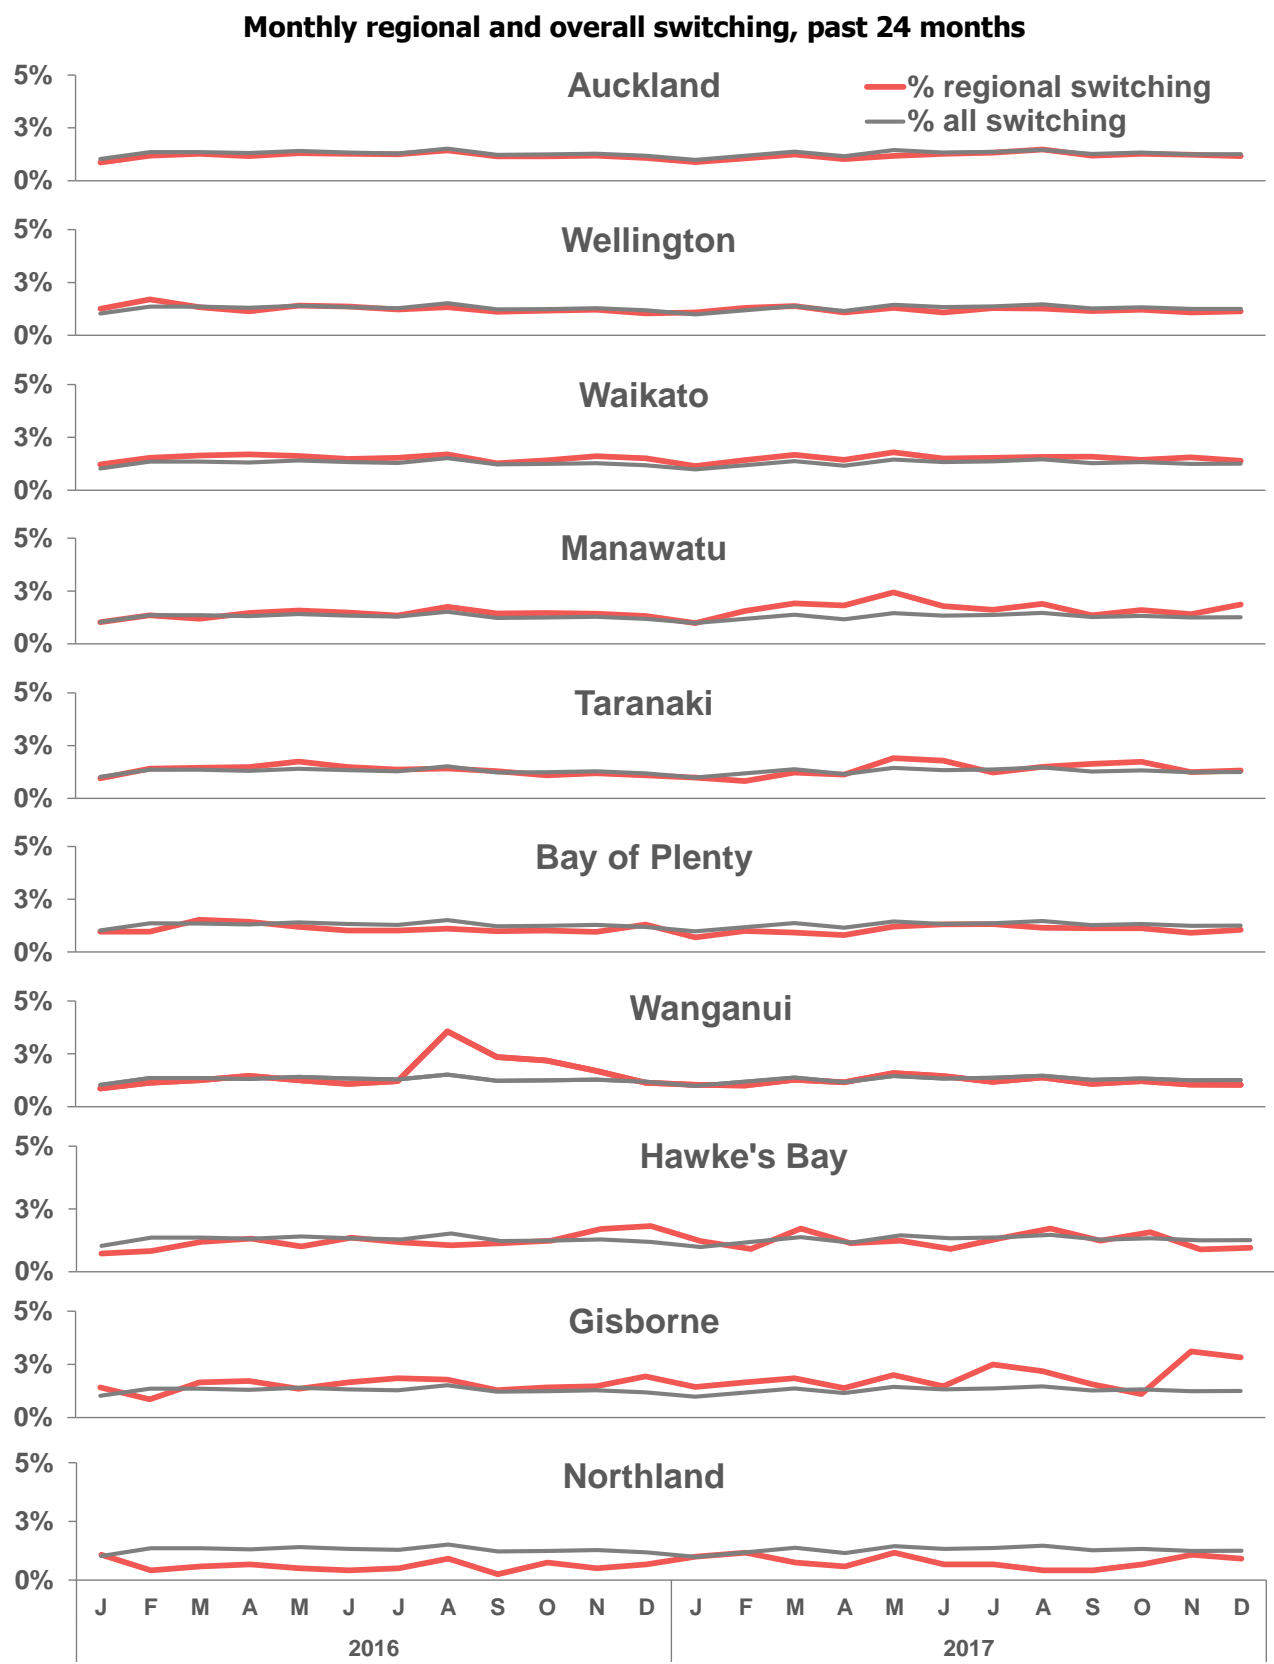 Monthly regional and overall switching, past 24 months
5%
Auckland
% regional switching
3%
% all switching
0%
5%
Wellington
3%
0%
5%
Waikato
3%
0%
5%
Manawatu
3%
0%
5%
Taranaki
3%
0%
5%
Bay of Plenty
3%
0%
5%
Wanganui
3%
0%
5%
Hawke's Bay
3%
0%
5%
Gisborne
3%
0%
5%
Northland
3%
0%
J F M A M J J A S O N D J F M A M J J A S O N D
2016 2017